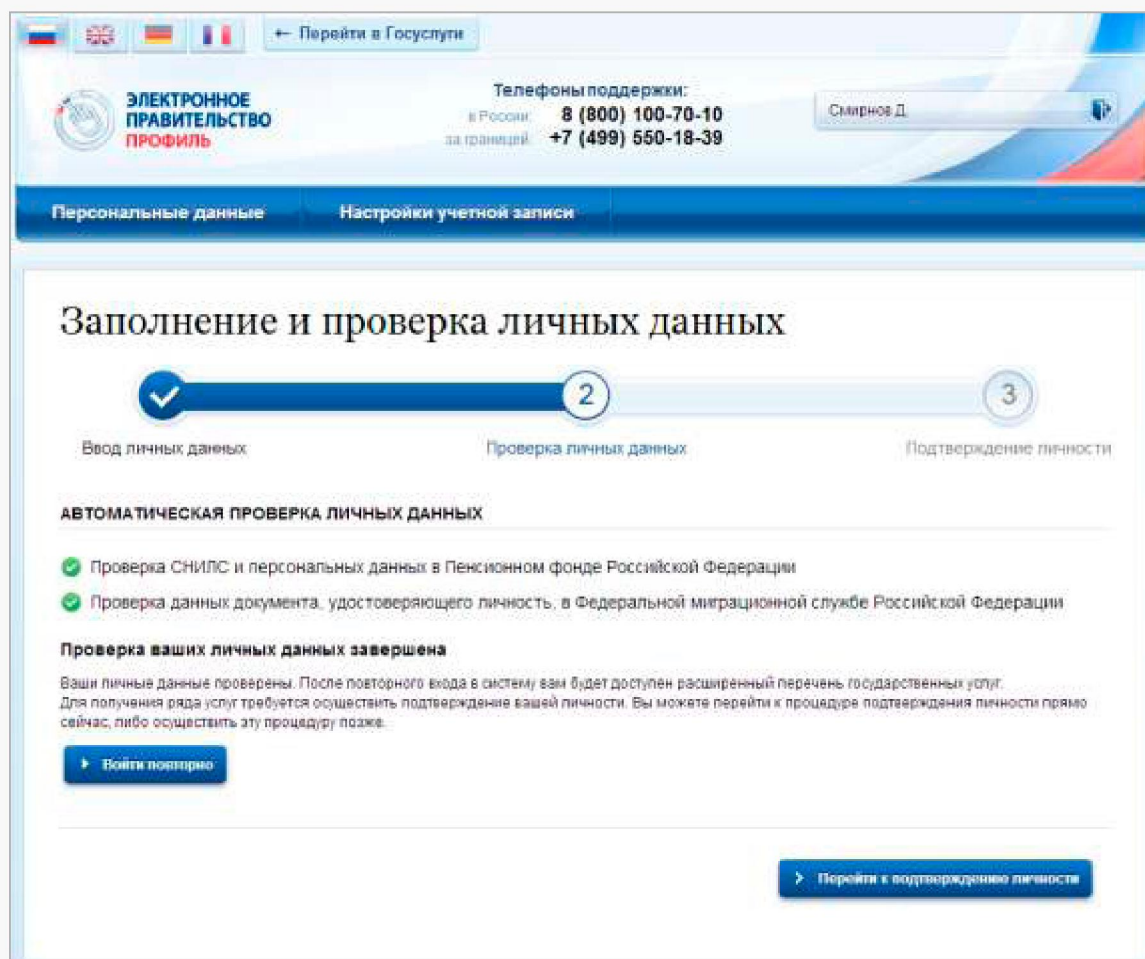 ← Перейти в Госуслуги
ЭЛЕКТРОННОЕ
ПРАВИТЕЛЬСТВО
ПРОФИЛЬ
Телефоны поддержки:
в России: 8 (800) 100-70-10
за границей: +7 (499) 550-18-39
Смирнов Д.
Персональные данные Настройки учетной записи
Заполнение и проверка личных данных
2 3
Ввод личных данных Проверка личных данных Подтверждение личности
АВТОМАТИЧЕСКАЯ ПРОВЕРКА ЛИЧНЫХ ДАННЫХ
Проверка СНИЛС и персональных данных в Пенсионном фонде Российской Федерации
Проверка данных документа, удостоверяющего личность, в Федеральной миграционной службе Российской Федерации
Проверка ваших личных данных завершена
Ваши личные данные проверены. После повторного входа в систему вам будет доступен расширенный перечень государственных услуг.
Для получения ряда услуг требуется осуществить подтверждение вашей личности. Вы можете перейти к процедуре подтверждения личности прямо
сейчас, либо осуществить эту процедуру позже.
Войти повторно
Перейти к подтверждению личности